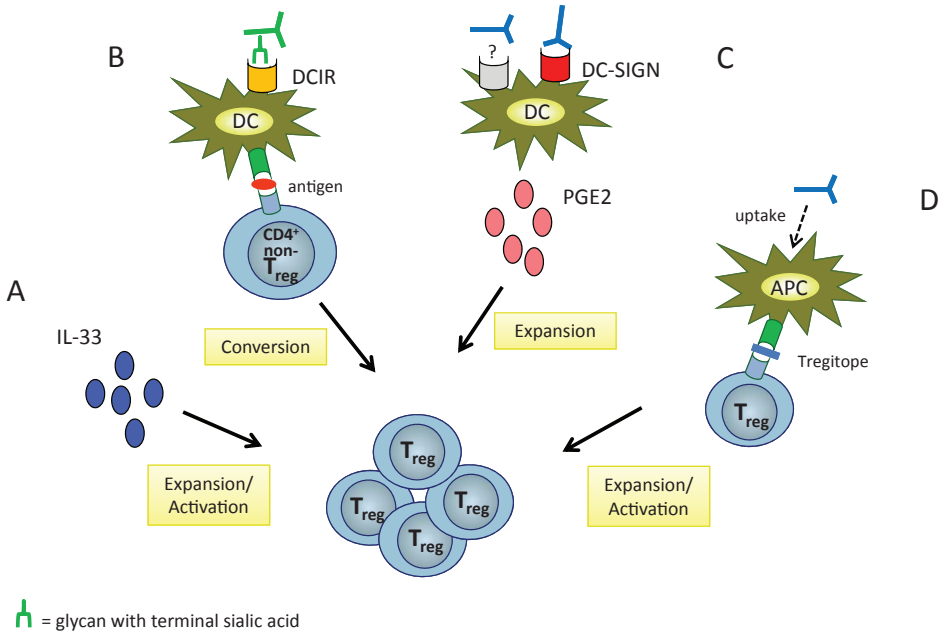 B
?
C
DCIR
DC-SIGN
DC
DC
antigen
PGE2
D
uptake
CD4+
non-
Treg
APC
A
IL-33
Conversion
Expansion
Tregitope
Treg
Treg
Treg
Treg
Treg
Expansion/
Activation
Expansion/
Activation
= glycan with terminal sialic acid